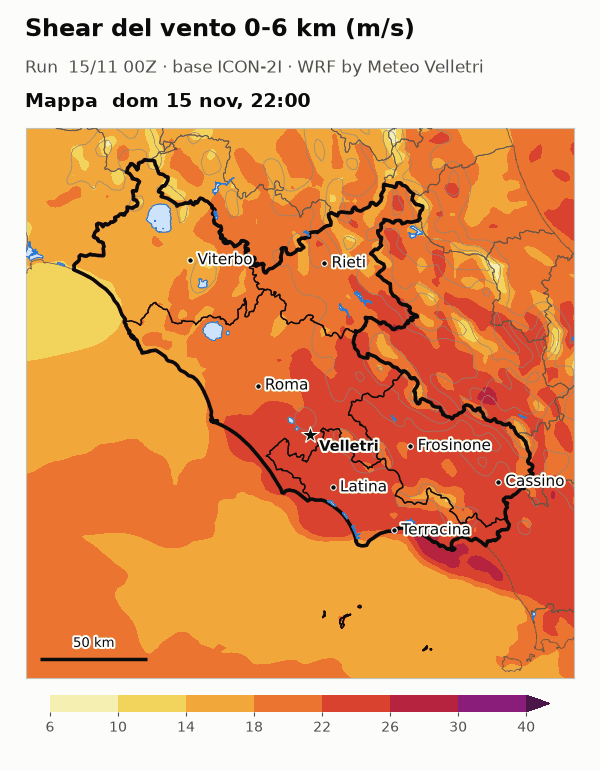 Shear del vento 0-6 km (m/s)
Run  15/11 00Z · base ICON-2I · WRF by Meteo Velletri
Mappa  dom 15 nov, 22:00
Viterbo
Rieti
Roma
Velletri
Frosinone
Latina
Cassino
Terracina
50 km
6 10 14 18 22 26 30 40